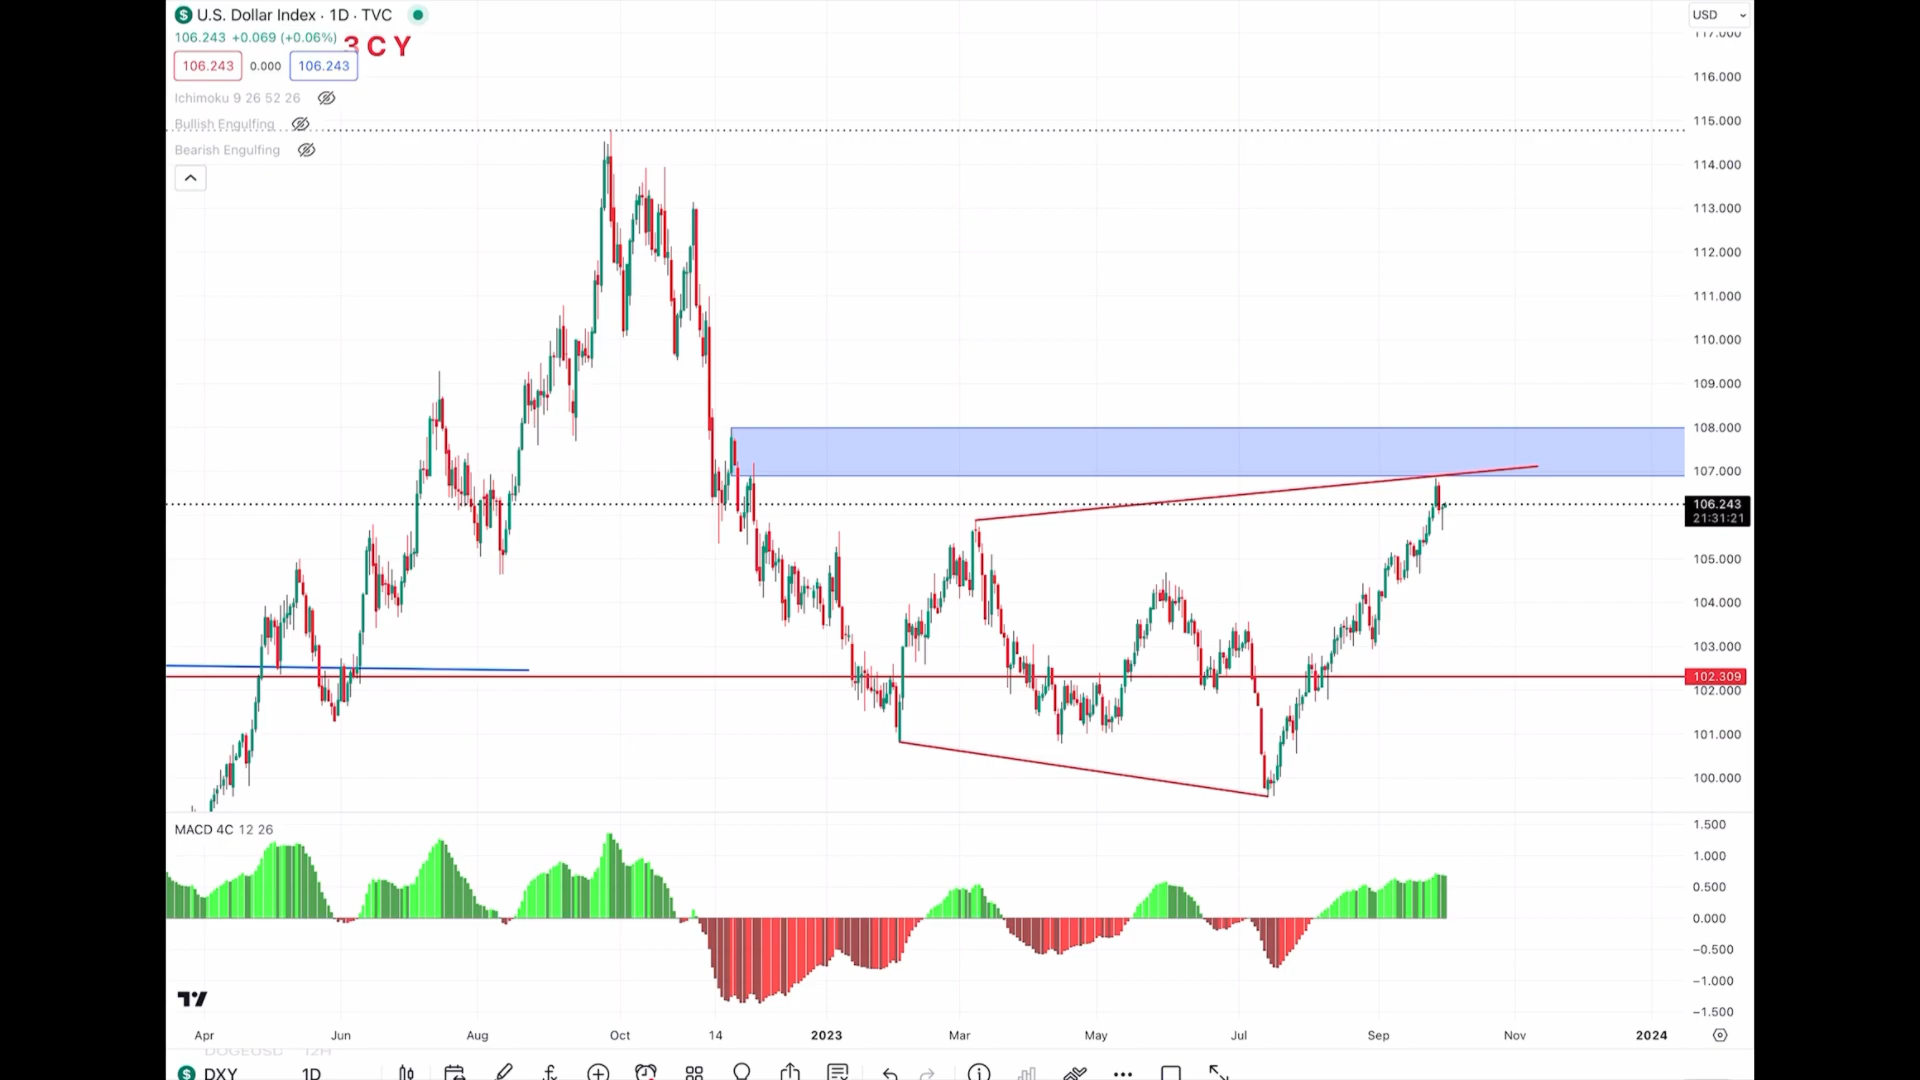 U.S. Dollar Index · 1D · TVC
USD
106.243 +0.069 (+0.06%)
3CY
106.243 0.000 106.243
Ichimoku 9 26 52 26
Bullish Engulfing
Bearish Engulfing
117.000
116.000
115.000
114.000
113.000
112.000
111.000
110.000
109.000
108.000
107.000
106.243
21:31:21
105.000
104.000
103.000
102.309
102.000
101.000
100.000
MACD 4C 12 26
1.500
1.000
0.500
0.000
−0.500
−1.000
−1.500
Apr Jun Aug Oct 14 2023 Mar May Jul Sep Nov 2024
DOGEUSD 12H
DXY 1D